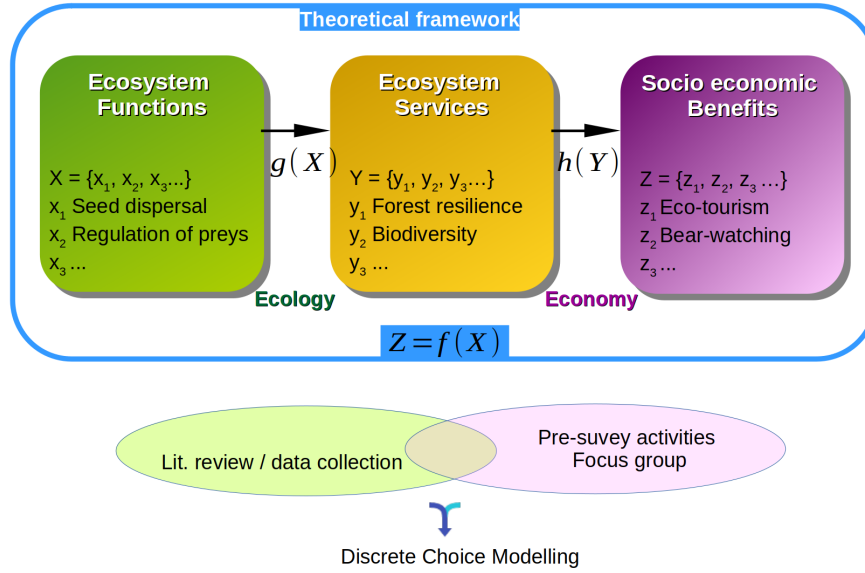 Theoretical framework
Ecosystem
Functions
X = {x₁, x₂, x₃...}
x₁ Seed dispersal
x₂ Regulation of preys
x₃ ...
g(X)
Ecology
Ecosystem
Services
Y = {y₁, y₂, y₃...}
y₁ Forest resilience
y₂ Biodiversity
y₃ ...
h(Y)
Economy
Socio economic
Benefits
Z = {z₁, z₂, z₃ ...}
z₁ Eco-tourism
z₂ Bear-watching
z₃ ...
Z=f(X)
Lit. review / data collection
Pre-suvey activities
Focus group
Discrete Choice Modelling